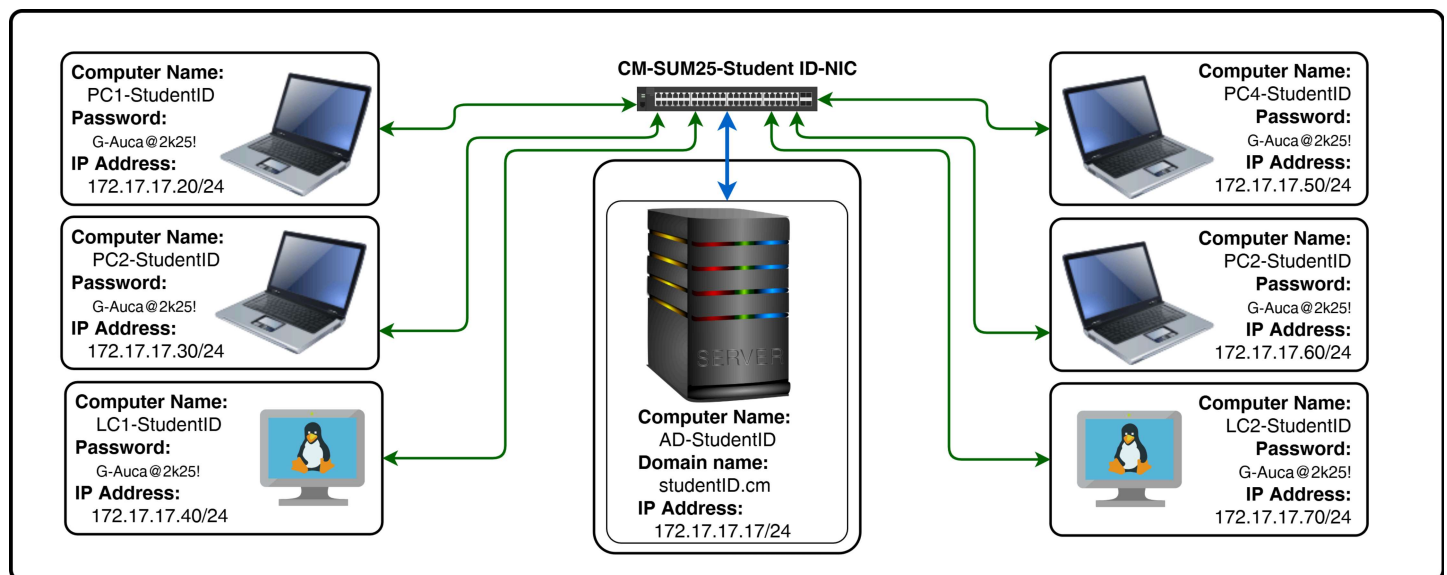 CM-SUM25-Student ID-NIC
Computer Name:
PC1-StudentID
Password:
G-Auca@2k25!
IP Address:
172.17.17.20/24
Computer Name:
PC2-StudentID
Password:
G-Auca@2k25!
IP Address:
172.17.17.30/24
Computer Name:
LC1-StudentID
Password:
G-Auca@2k25!
IP Address:
172.17.17.40/24
SERVER
Computer Name:
AD-StudentID
Domain name:
studentID.cm
IP Address:
172.17.17.17/24
Computer Name:
PC4-StudentID
Password:
G-Auca@2k25!
IP Address:
172.17.17.50/24
Computer Name:
PC2-StudentID
Password:
G-Auca@2k25!
IP Address:
172.17.17.60/24
Computer Name:
LC2-StudentID
Password:
G-Auca@2k25!
IP Address:
172.17.17.70/24